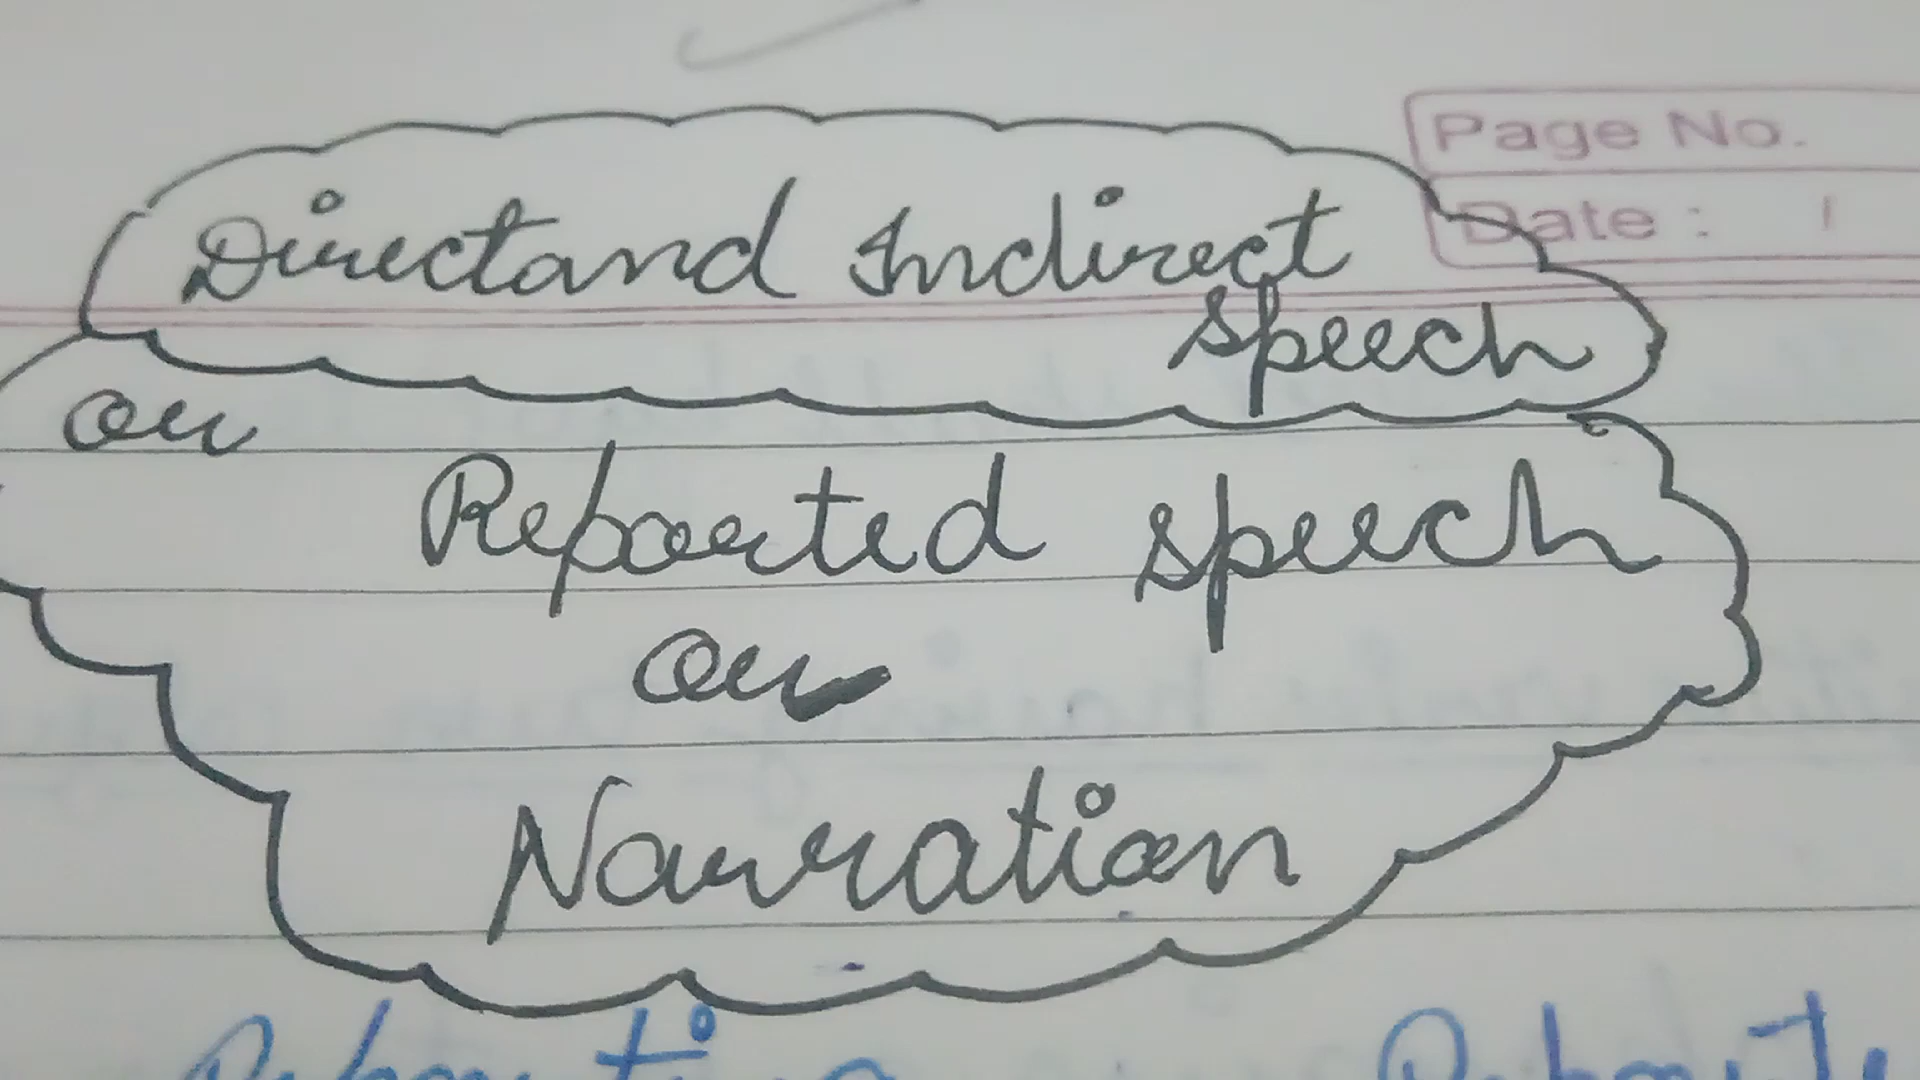 Page No.
Date :
Direct and Indirect
speech
or
Reported speech
or
Narration